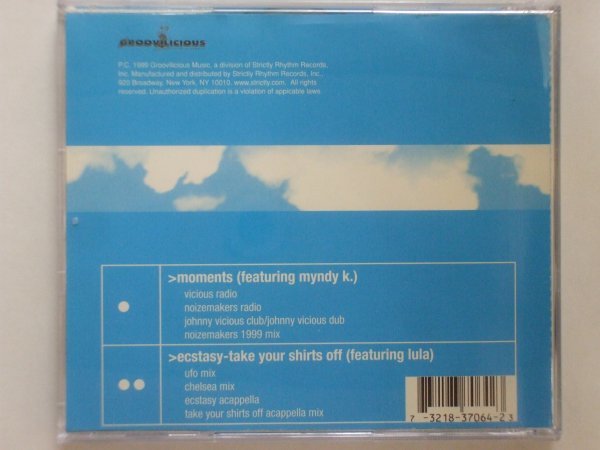 GROOVILICIOUS
P.C. 1999 Groovilicious Music, a division of Strictly Rhythm Records,
Inc. Manufactured and distributed by Strictly Rhythm Records, Inc.,
920 Broadway, New York, NY 10010. www.strictly.com. All rights
reserved. Unauthorized duplication is a violation of appicable laws.
>moments (featuring myndy k.)
vicious radio
noizemakers radio
johnny vicious club/johnny vicious dub
noizemakers 1999 mix
>ecstasy-take your shirts off (featuring lula)
ufo mix
chelsea mix
ecstasy acappella
take your shirts off acappella mix
7 -3218-37064-2 3